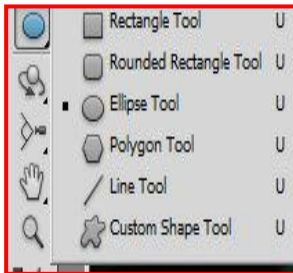 Rectangle Tool U
Rounded Rectangle Tool U
Ellipse Tool U
Polygon Tool U
Line Tool U
Custom Shape Tool U